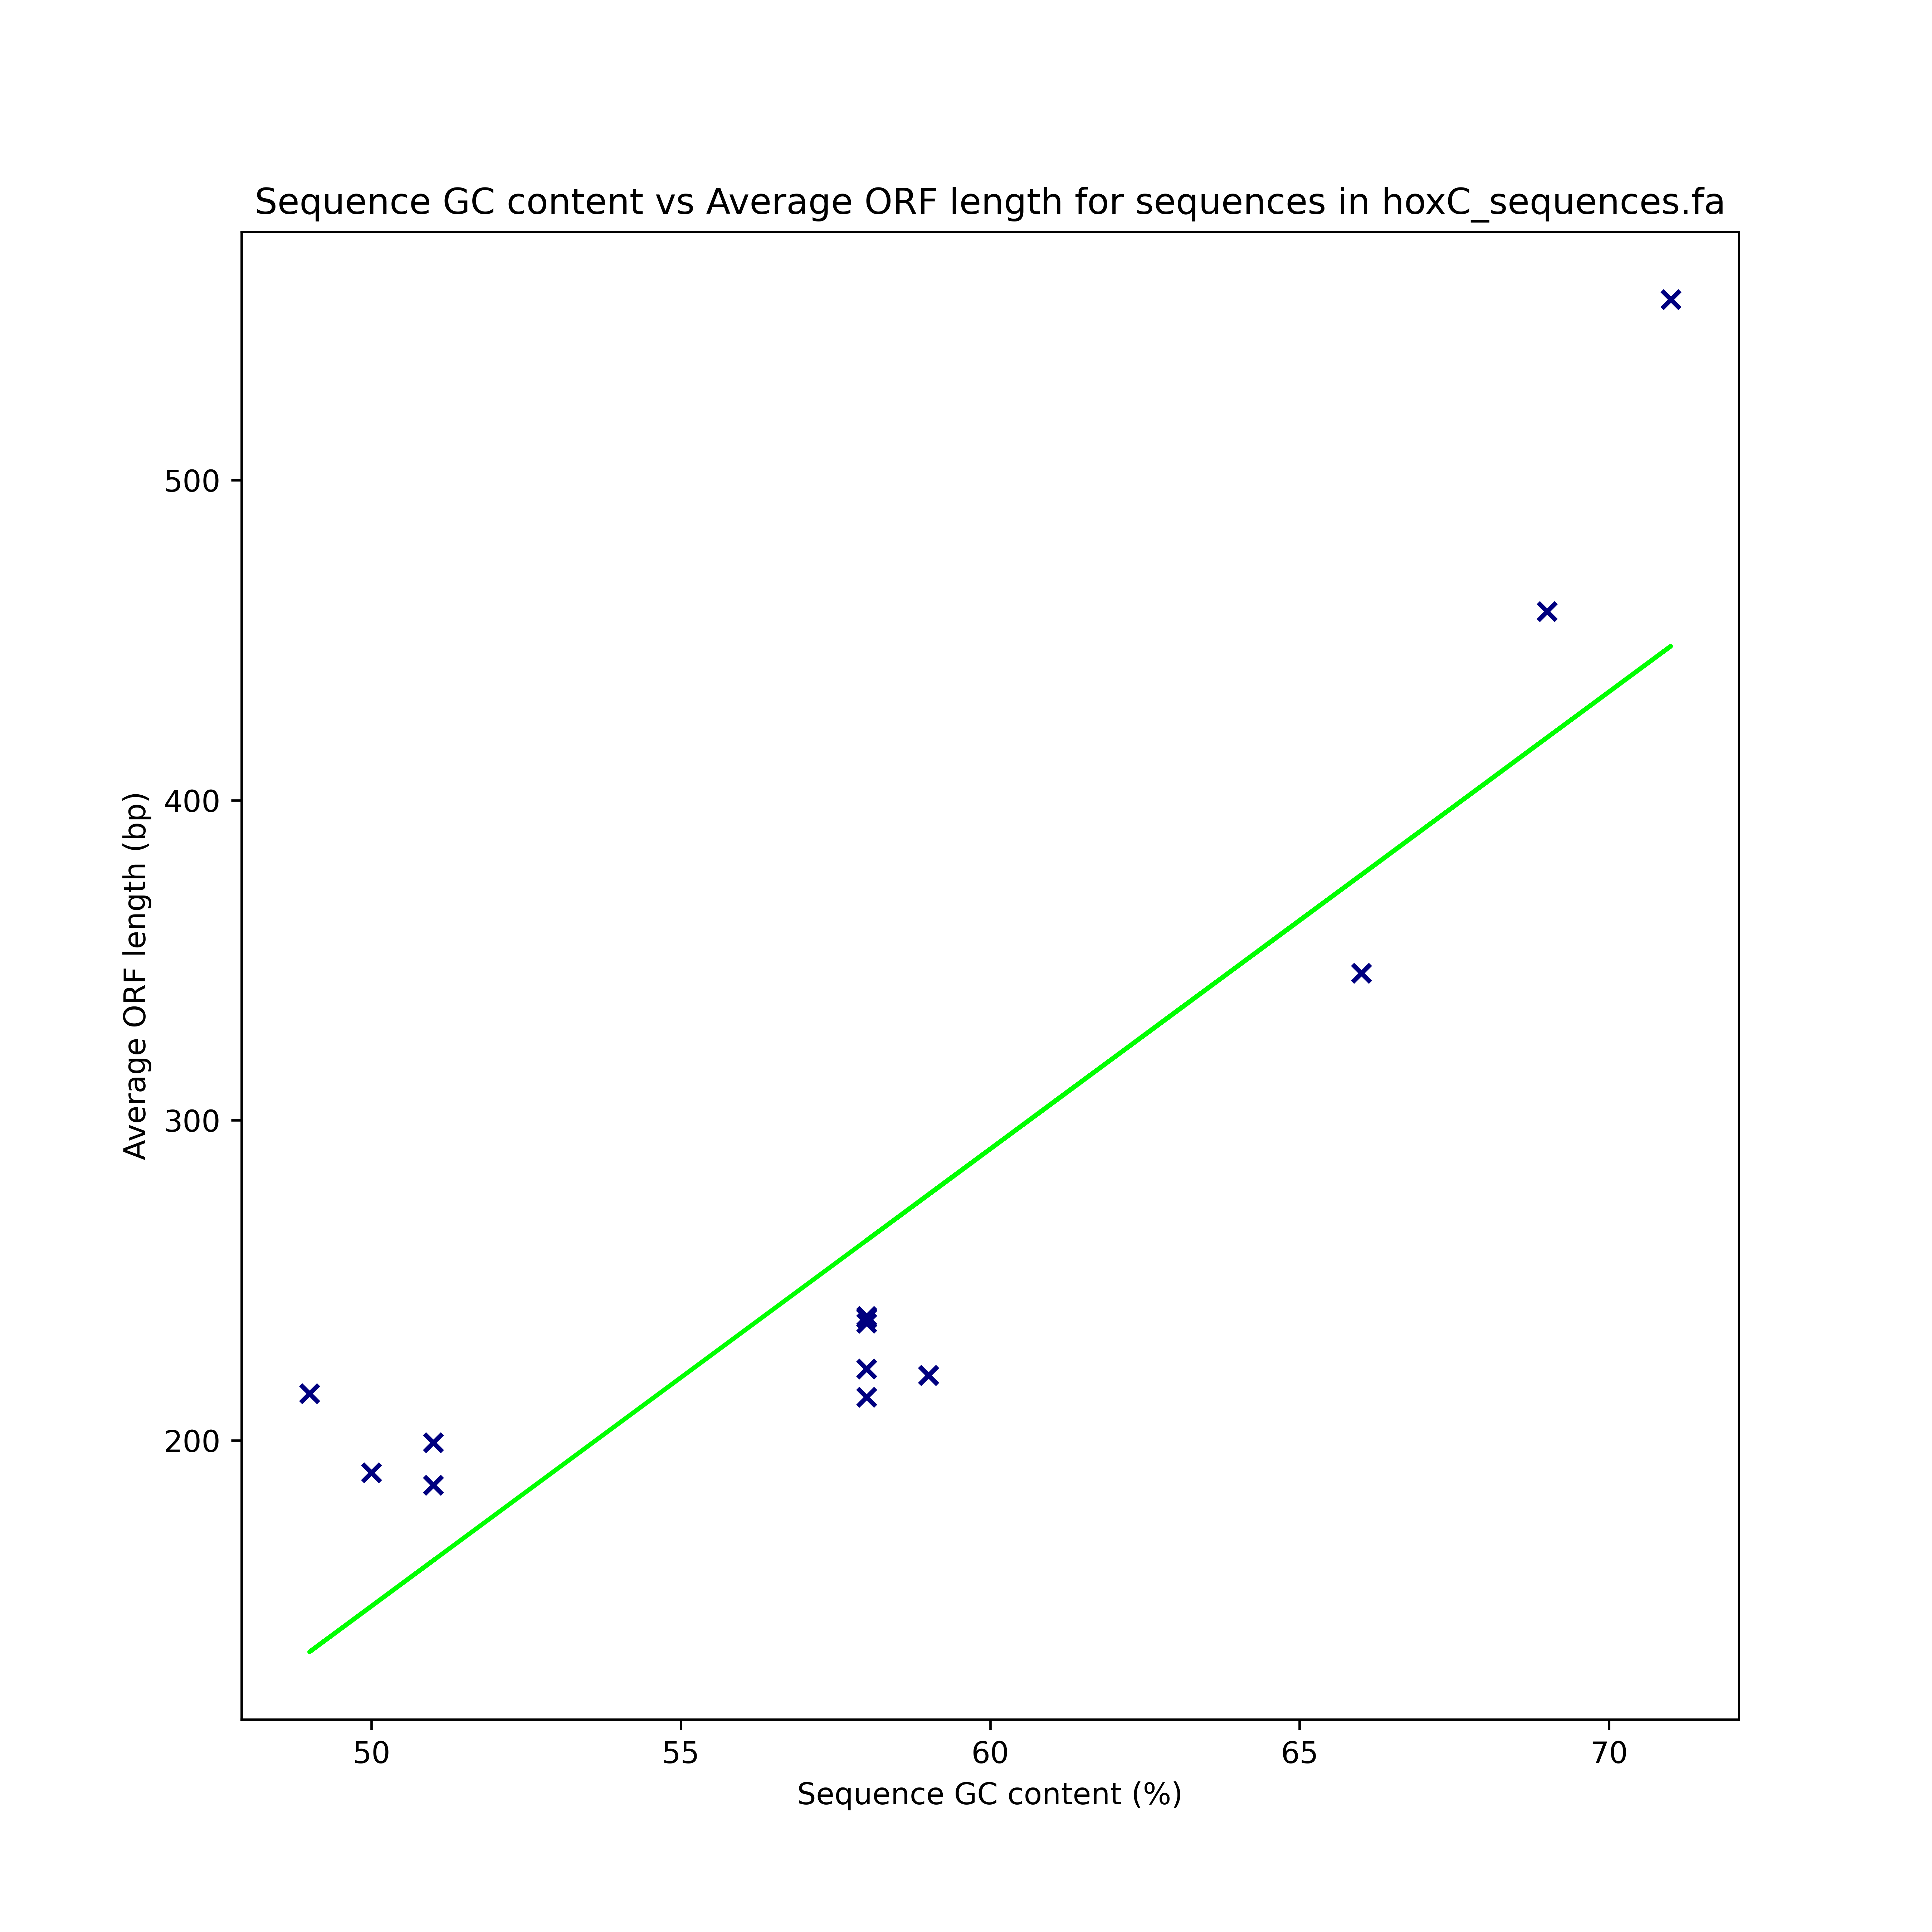 Sequence GC content vs Average ORF length for sequences in hoxC_sequences.fa
500
400
300
200
Average ORF length (bp)
50 55 60 65 70
Sequence GC content (%)